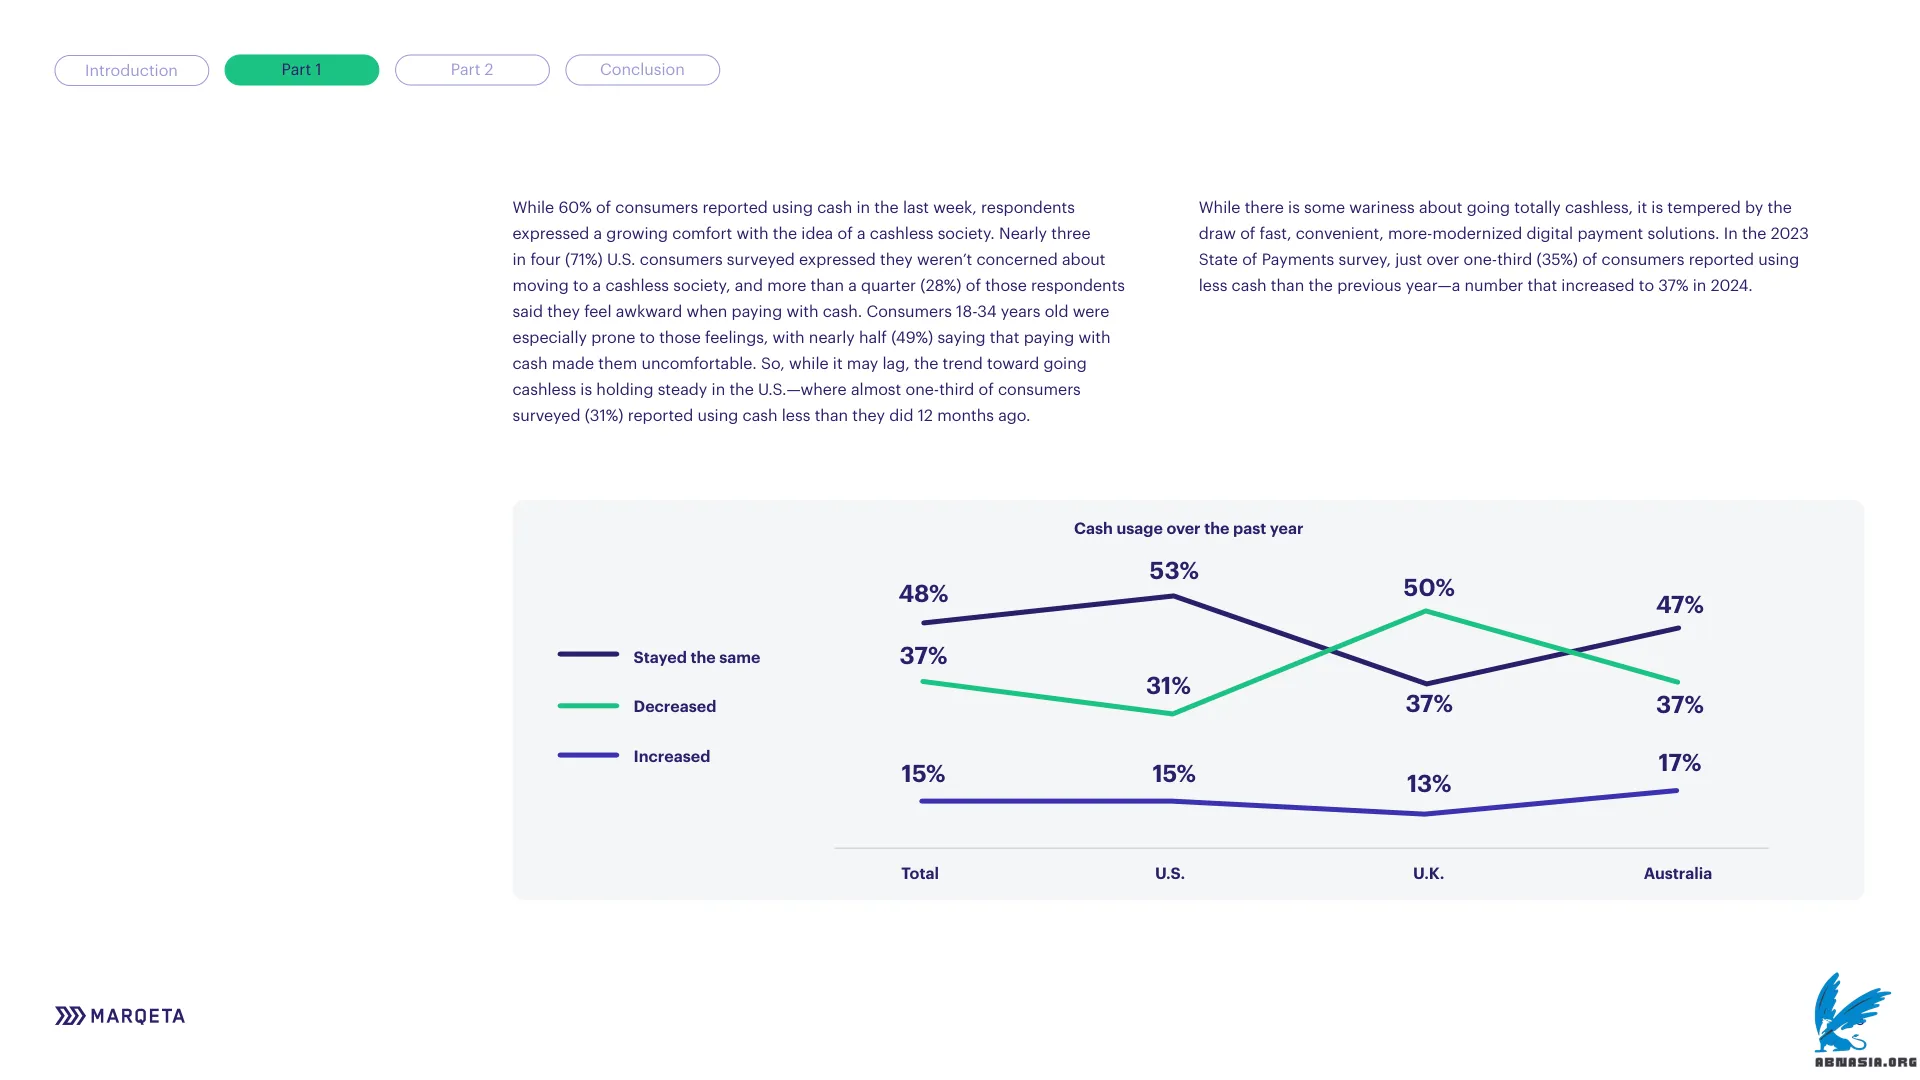 Introduction
Part 1
Part 2
Conclusion
While 60% of consumers reported using cash in the last week, respondents
expressed a growing comfort with the idea of a cashless society. Nearly three
in four (71%) U.S. consumers surveyed expressed they weren’t concerned about
moving to a cashless society, and more than a quarter (28%) of those respondents
said they feel awkward when paying with cash. Consumers 18-34 years old were
especially prone to those feelings, with nearly half (49%) saying that paying with
cash made them uncomfortable. So, while it may lag, the trend toward going
cashless is holding steady in the U.S.—where almost one-third of consumers
surveyed (31%) reported using cash less than they did 12 months ago.
While there is some wariness about going totally cashless, it is tempered by the
draw of fast, convenient, more-modernized digital payment solutions. In the 2023
State of Payments survey, just over one-third (35%) of consumers reported using
less cash than the previous year—a number that increased to 37% in 2024.
Cash usage over the past year
Stayed the same
Decreased
Increased
48%
53%
50%
47%
37%
31%
37%
37%
15%
15%
13%
17%
Total
U.S.
U.K.
Australia
MARQETA
ABNASIA.ORG